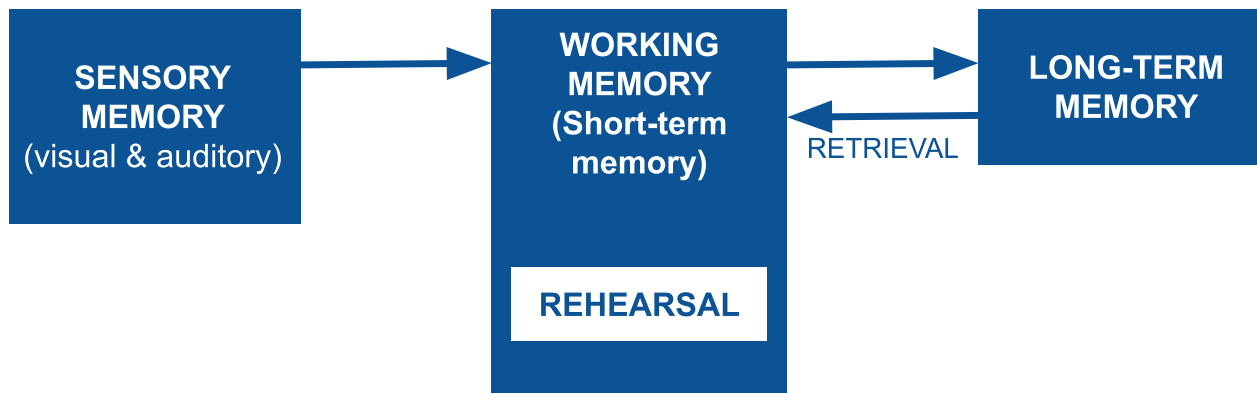 SENSORY
MEMORY
(visual & auditory)
WORKING
MEMORY
(Short-term
memory)
REHEARSAL
RETRIEVAL
LONG-TERM
MEMORY